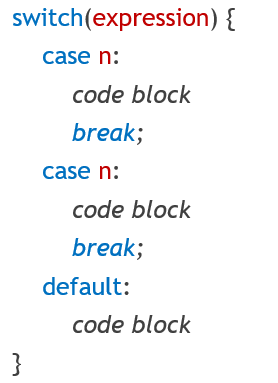 switch(expression) {
case n:
code block
break;
case n:
code block
break;
default:
code block
}